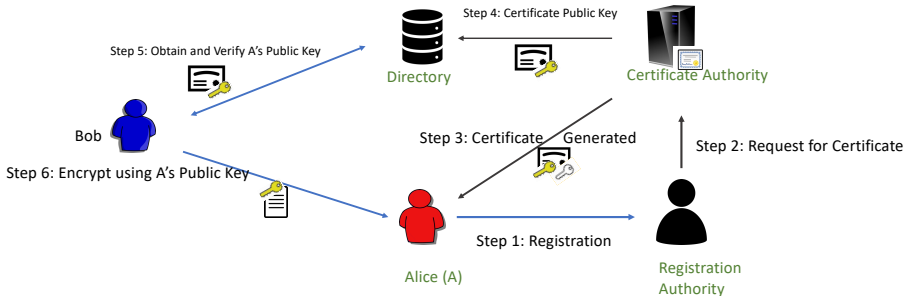 Step 4: Certificate Public Key
Step 5: Obtain and Verify A's Public Key
Directory
Certificate Authority
Bob
Step 3: Certificate Generated
Step 2: Request for Certificate
Step 6: Encrypt using A's Public Key
Step 1: Registration
Alice (A)
Registration
Authority